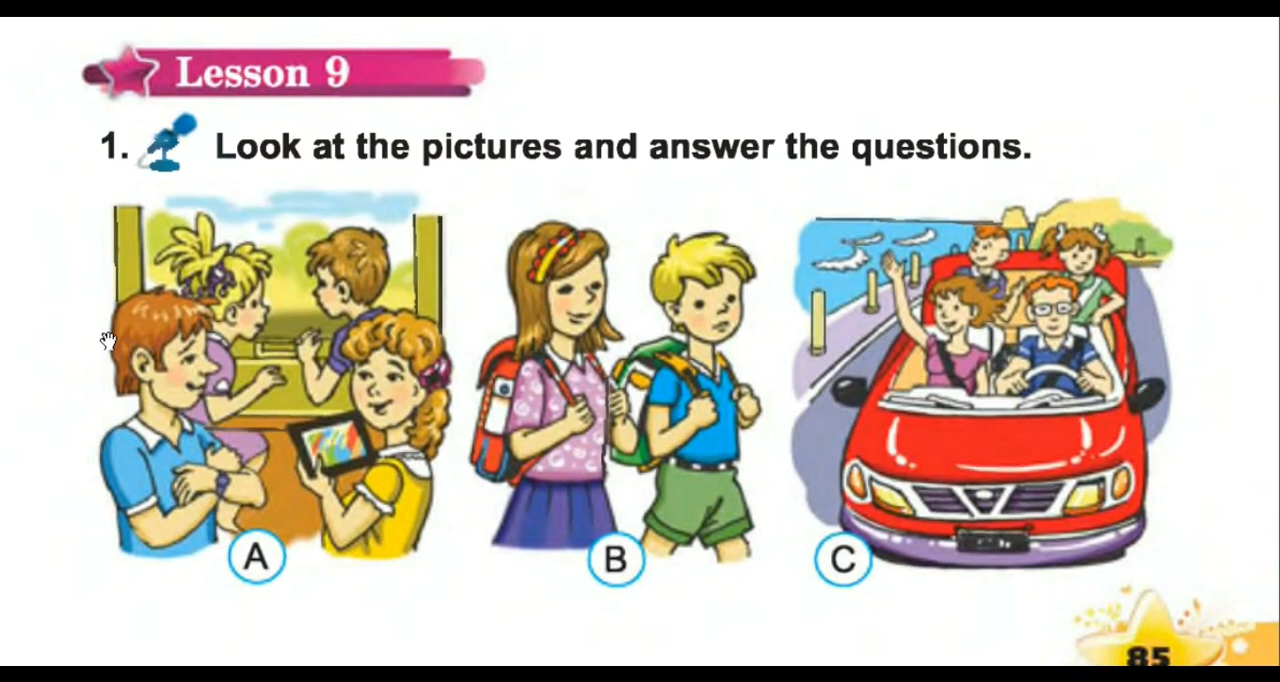 Lesson 9
1. Look at the pictures and answer the questions.
A
B
C
85